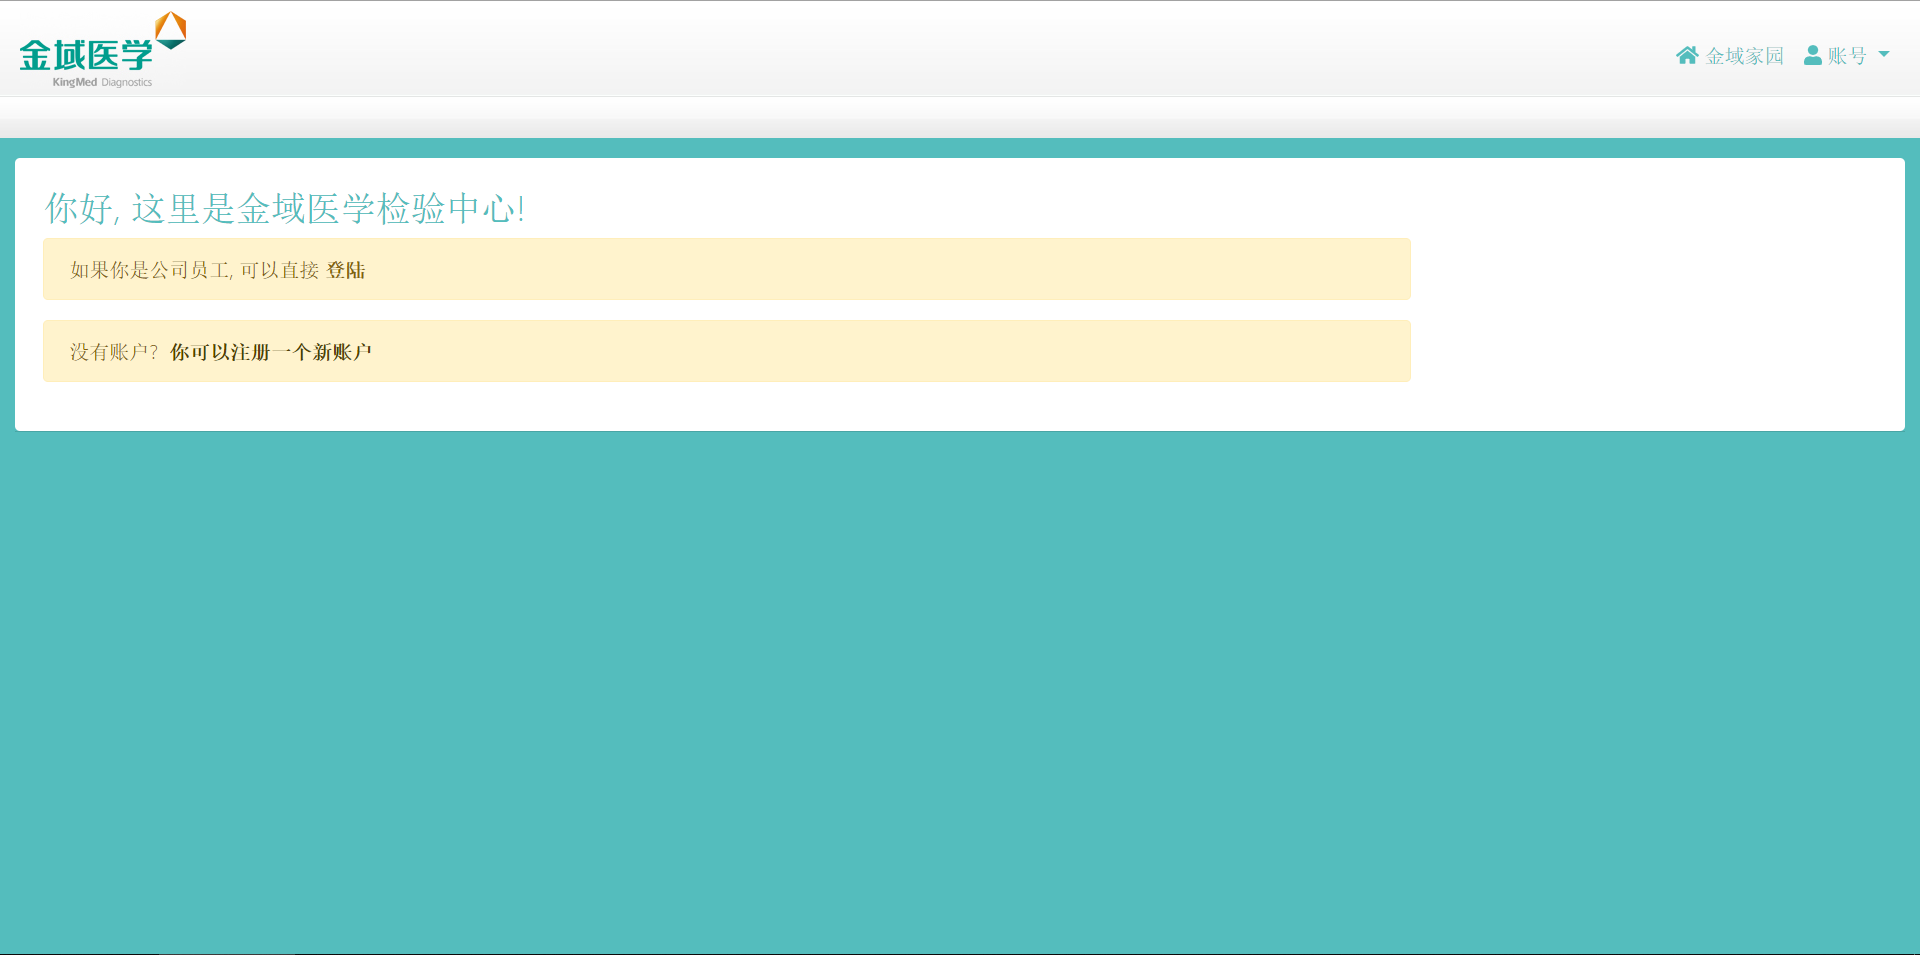 金域医学
KingMed Diagnostics
金域家园 账号
你好, 这里是金域医学检验中心!
如果你是公司员工, 可以直接 登陆
没有账户? 你可以注册一个新账户